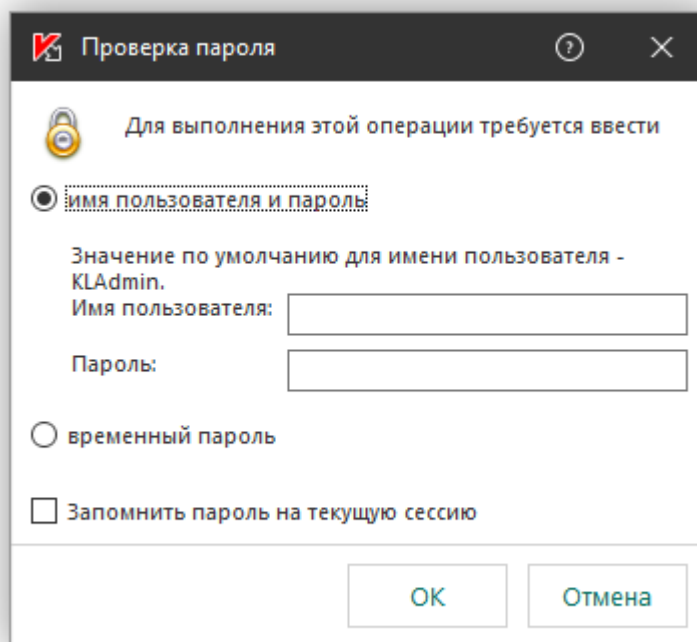 Проверка пароля
Для выполнения этой операции требуется ввести
имя пользователя и пароль
Значение по умолчанию для имени пользователя -
KLAdmin.
Имя пользователя:
Пароль:
временный пароль
Запомнить пароль на текущую сессию
ОК
Отмена